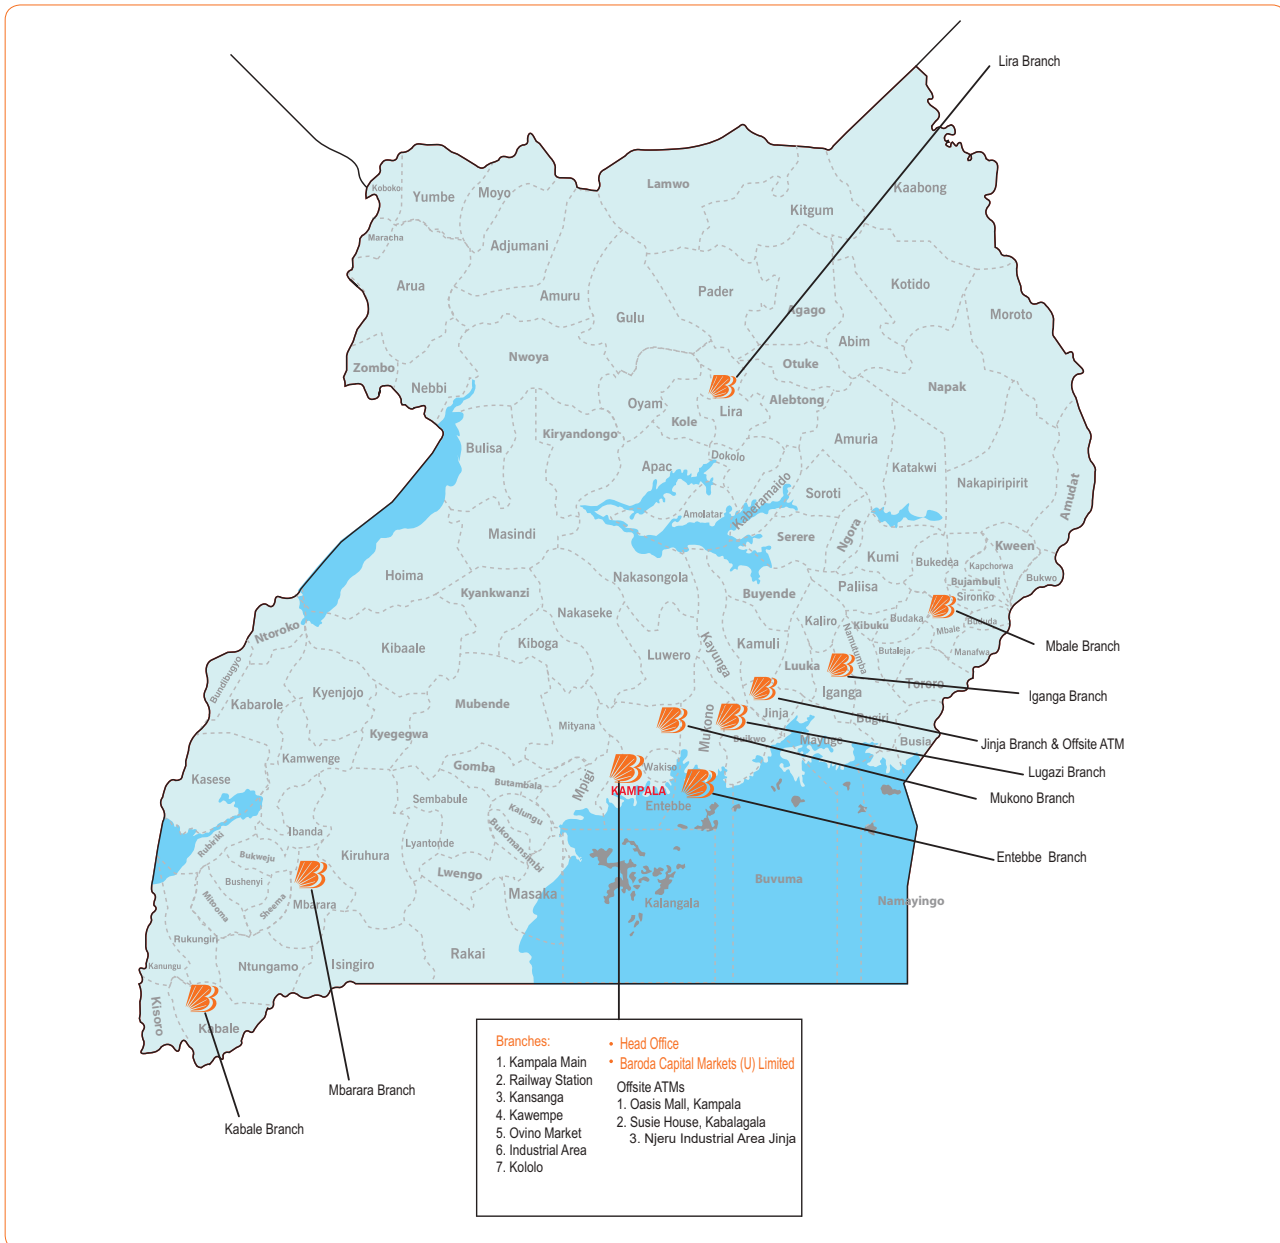 Lira Branch
Koboko
Yumbe
Moyo
Lamwo
Kaabong
Kitgum
Maracha
Adjumani
Arua
Amuru
Pader
Kotido
Gulu
Agago
Moroto
Abim
Nwoya
Otuke
Zombo
Nebbi
Napak
Oyam
Kole
Lira
Alebtong
Bulisa
Kiryandongo
Amuria
Dokolo
Apac
Katakwi
Nakapiripirit
Amudat
Kaberamaido
Soroti
Amolatar
Masindi
Serere
Ngora
Kween
Kumi
Bukedea
Kapchorwa
Hoima
Nakasongola
Bujambuli
Bukwo
Kyankwanzi
Buyende
Paliisa
Sironko
Nakaseke
Kaliro
Kibuku
Budaka
Mbale
Bududa
Ntoroko
Kibaale
Kiboga
Luwero
Kayunga
Kamuli
Namutumba
Butaleja
Manafwa
Mbale Branch
Bundibugyo
Luuka
Kabarole
Kyenjojo
Mubende
Iganga
Tororo
Iganga Branch
Mityana
Mukono
Jinja
Bugiri
Kyegegwa
Buikwo
Mayuge
Busia
Jinja Branch & Offsite ATM
Kamwenge
Gomba
Mpigi
Wakiso
Lugazi Branch
Kasese
Butambala
KAMPALA
Mukono Branch
Sembabule
Kalungu
Entebbe
Rubiriki
Ibanda
Lyantonde
Bukomansimbi
Bukweju
Kiruhura
Entebbe Branch
Bushenyi
Lwengo
Buvuma
Mitooma
Sheema
Mbarara
Masaka
Kalangala
Namayingo
Rukungiri
Rakai
Kanungu
Ntungamo
Isingiro
Kisoro
Kabale
Mbarara Branch
Kabale Branch
Branches:
1. Kampala Main
2. Railway Station
3. Kansanga
4. Kawempe
5. Ovino Market
6. Industrial Area
7. Kololo
• Head Office
• Baroda Capital Markets (U) Limited
Offsite ATMs
1. Oasis Mall, Kampala
2. Susie House, Kabalagala
3. Njeru Industrial Area Jinja